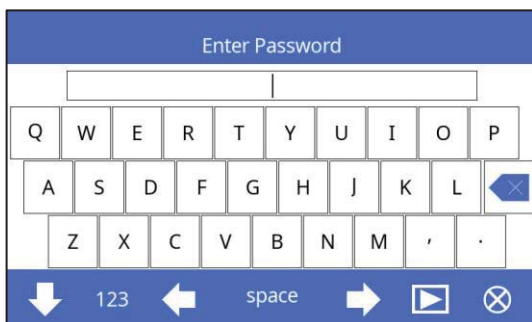 Enter Password
Q W E R T Y U I O P
A S D F G H J K L
Z X C V B N M , .
123 space